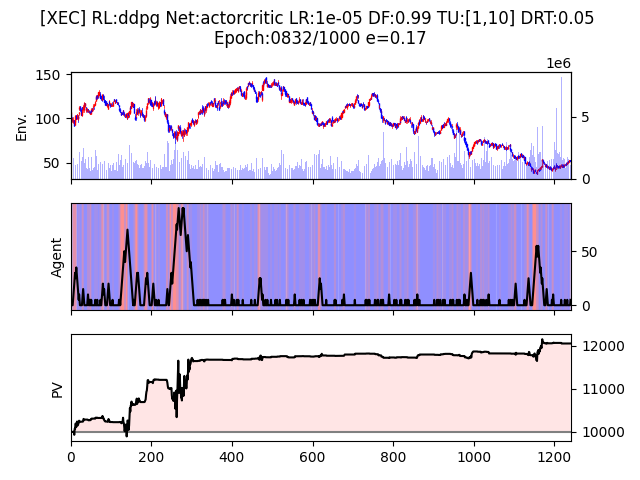 [XEC] RL:ddpg Net:actorcritic LR:1e-05 DF:0.99 TU:[1,10] DRT:0.05
Epoch:0832/1000 e=0.17
1e6
150
100
50
Env.
5
0
Agent
50
0
PV
12000
11000
10000
0 200 400 600 800 1000 1200